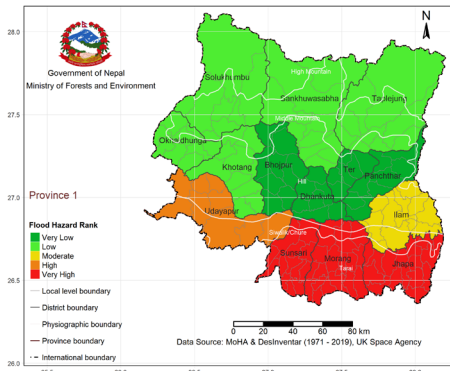 N
28.0
Government of Nepal
Ministry of Forests and Environment
Solukhumbu
High Mountain
Sankhuwasabha
Taplejung
27.5
Middle Mountain
Okhaldhunga
Khotang
Bhojpur
Ter
Panchthar
Hill
Dhankuta
27.0
Province 1
Udayapur
Ilam
Siwalik/Chure
Sunsari
Morang
Jhapa
Tarai
Flood Hazard Rank
Very Low
Low
Moderate
High
Very High
26.5
Local level boundary
District boundary
Physiographic boundary
Province boundary
International boundary
0 20 40 60 80 km
Data Source: MoHA & DesInventar (1971 - 2019), UK Space Agency
26.0